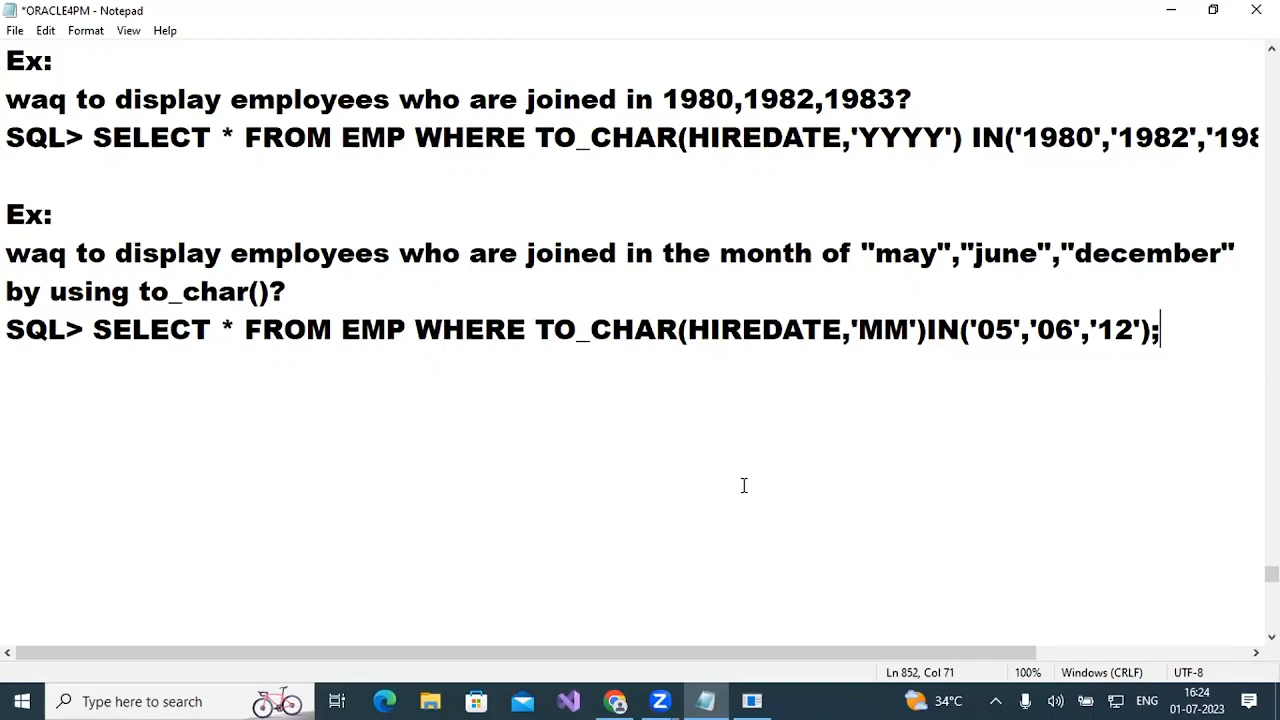 *ORACLE4PM - Notepad
File Edit Format View Help
Ex:
waq to display employees who are joined in 1980,1982,1983?
SQL> SELECT * FROM EMP WHERE TO_CHAR(HIREDATE,'YYYY') IN('1980','1982','198
Ex:
waq to display employees who are joined in the month of "may","june","december"
by using to_char()?
SQL> SELECT * FROM EMP WHERE TO_CHAR(HIREDATE,'MM')IN('05','06','12');
Ln 852, Col 71 100% Windows (CRLF) UTF-8
Type here to search 34°C ENG 16:24
01-07-2023